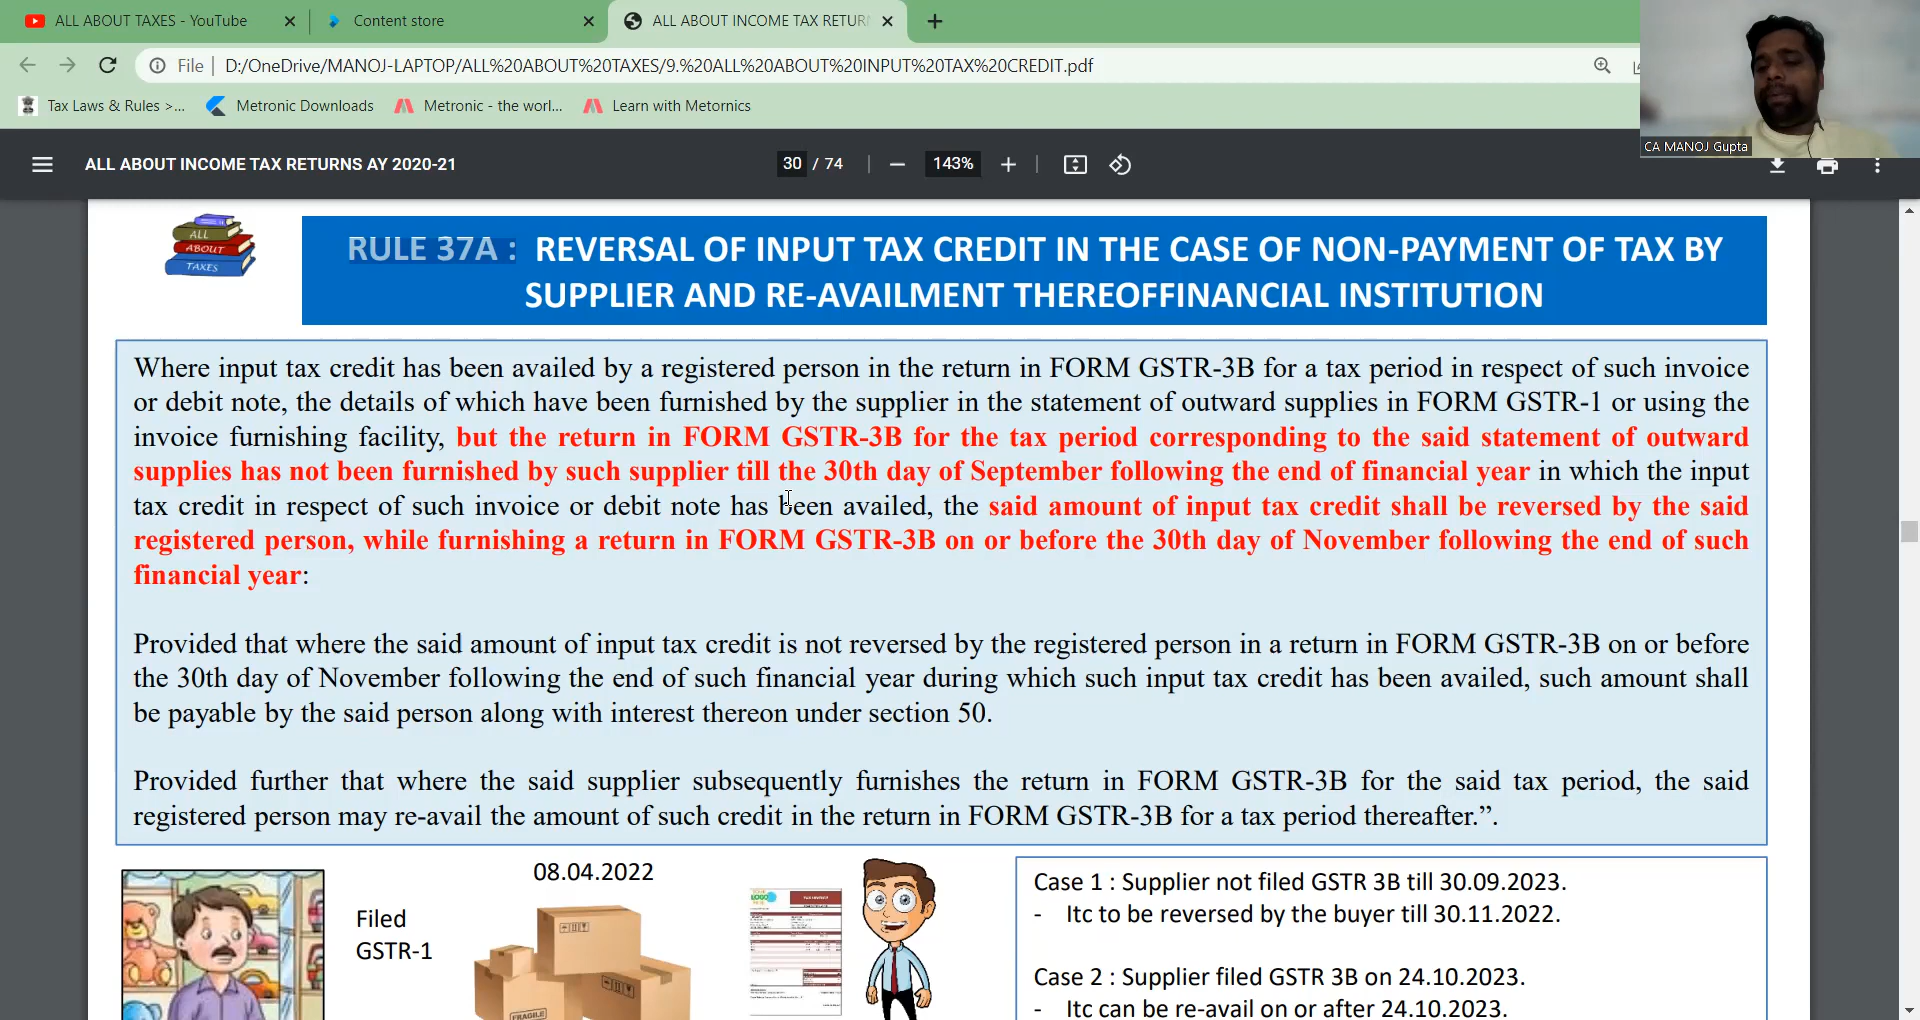 ALL ABOUT TAXES - YouTube
Content store
ALL ABOUT INCOME TAX RETUR
File
D:/OneDrive/MANOJ-LAPTOP/ALL%20ABOUT%20TAXES/9.%20ALL%20ABOUT%20INPUT%20TAX%20CREDIT.pdf
Tax Laws & Rules >...
Metronic Downloads
Metronic - the worl...
Learn with Metornics
CA MANOJ Gupta
ALL ABOUT INCOME TAX RETURNS AY 2020-21
30 / 74
143%
ALL
ABOUT
TAXES
RULE 37A : REVERSAL OF INPUT TAX CREDIT IN THE CASE OF NON-PAYMENT OF TAX BY
SUPPLIER AND RE-AVAILMENT THEREOFFINANCIAL INSTITUTION
Where input tax credit has been availed by a registered person in the return in FORM GSTR-3B for a tax period in respect of such invoice
or debit note, the details of which have been furnished by the supplier in the statement of outward supplies in FORM GSTR-1 or using the
invoice furnishing facility, but the return in FORM GSTR-3B for the tax period corresponding to the said statement of outward
supplies has not been furnished by such supplier till the 30th day of September following the end of financial year in which the input
tax credit in respect of such invoice or debit note has been availed, the said amount of input tax credit shall be reversed by the said
registered person, while furnishing a return in FORM GSTR-3B on or before the 30th day of November following the end of such
financial year:
Provided that where the said amount of input tax credit is not reversed by the registered person in a return in FORM GSTR-3B on or before
the 30th day of November following the end of such financial year during which such input tax credit has been availed, such amount shall
be payable by the said person along with interest thereon under section 50.
Provided further that where the said supplier subsequently furnishes the return in FORM GSTR-3B for the said tax period, the said
registered person may re-avail the amount of such credit in the return in FORM GSTR-3B for a tax period thereafter.”.
08.04.2022
Filed
GSTR-1
FRAGILE
TAX INVOICE
Case 1 : Supplier not filed GSTR 3B till 30.09.2023.
- Itc to be reversed by the buyer till 30.11.2022.
Case 2 : Supplier filed GSTR 3B on 24.10.2023.
- Itc can be re-avail on or after 24.10.2023.